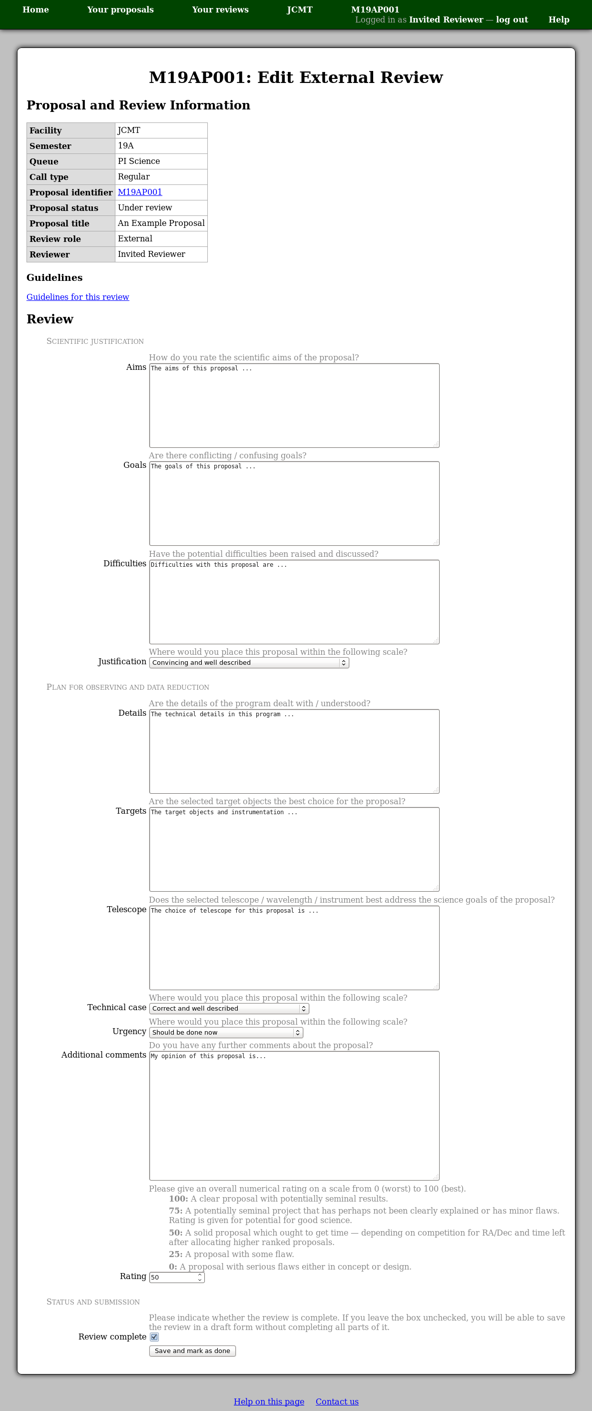 Home Your proposals Your reviews JCMT M19AP001
Logged in as Invited Reviewer — log out Help
M19AP001: Edit External Review
Proposal and Review Information
Facility JCMT
Semester 19A
Queue PI Science
Call type Regular
Proposal identifier M19AP001
Proposal status Under review
Proposal title An Example Proposal
Review role External
Reviewer Invited Reviewer
Guidelines
Guidelines for this review
Review
Scientific justification
How do you rate the scientific aims of the proposal?
Aims The aims of this proposal ...
Are there conflicting / confusing goals?
Goals The goals of this proposal ...
Have the potential difficulties been raised and discussed?
Difficulties Difficulties with this proposal are ...
Where would you place this proposal within the following scale?
Justification Convincing and well described
Plan for observing and data reduction
Are the details of the program dealt with / understood?
Details The technical details in this program ...
Are the selected target objects the best choice for the proposal?
Targets The target objects and instrumentation ...
Does the selected telescope / wavelength / instrument best address the science goals of the proposal?
Telescope The choice of telescope for this proposal is ...
Where would you place this proposal within the following scale?
Technical case Correct and well described
Where would you place this proposal within the following scale?
Urgency Should be done now
Do you have any further comments about the proposal?
Additional comments My opinion of this proposal is...
Please give an overall numerical rating on a scale from 0 (worst) to 100 (best).
100: A clear proposal with potentially seminal results.
75: A potentially seminal project that has perhaps not been clearly explained or has minor flaws.
Rating is given for potential for good science.
50: A solid proposal which ought to get time — depending on competition for RA/Dec and time left
after allocating higher ranked proposals.
25: A proposal with some flaw.
0: A proposal with serious flaws either in concept or design.
Rating 50
Status and submission
Please indicate whether the review is complete. If you leave the box unchecked, you will be able to save
the review in a draft form without completing all parts of it.
Review complete
Save and mark as done
Help on this page Contact us